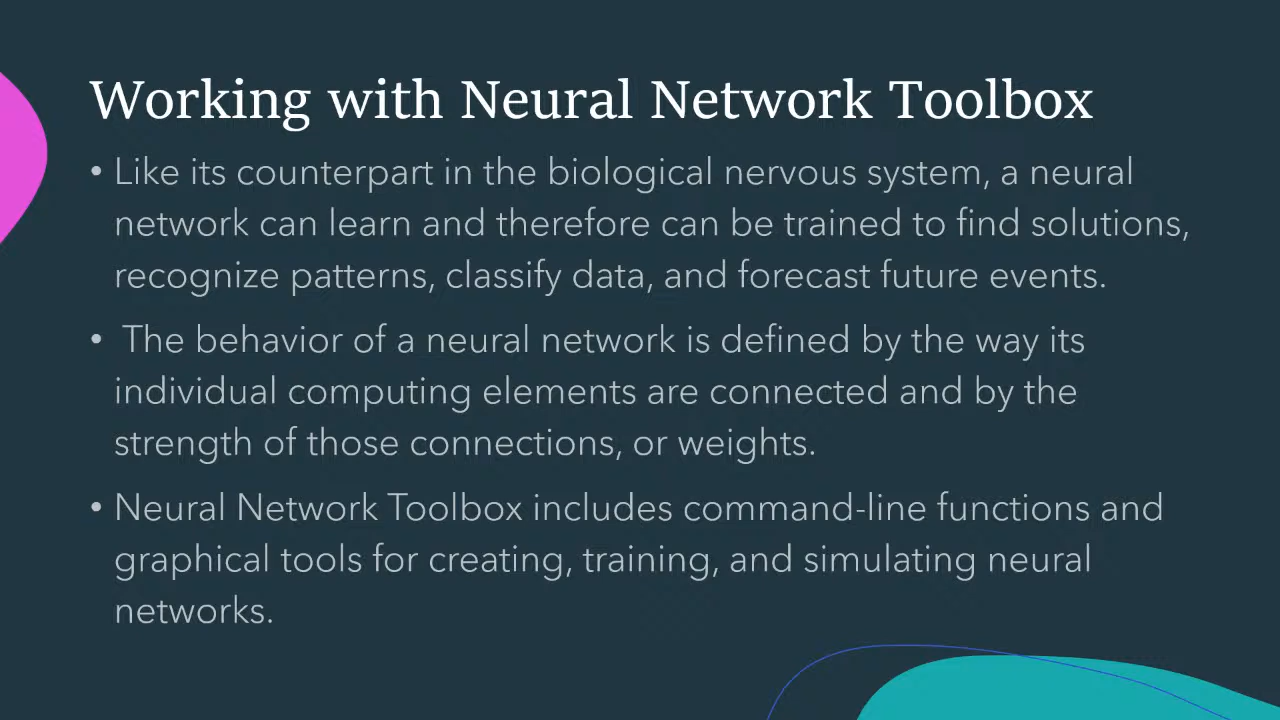 Working with Neural Network Toolbox
• Like its counterpart in the biological nervous system, a neural
network can learn and therefore can be trained to find solutions,
recognize patterns, classify data, and forecast future events.
• The behavior of a neural network is defined by the way its
individual computing elements are connected and by the
strength of those connections, or weights.
• Neural Network Toolbox includes command-line functions and
graphical tools for creating, training, and simulating neural
networks.